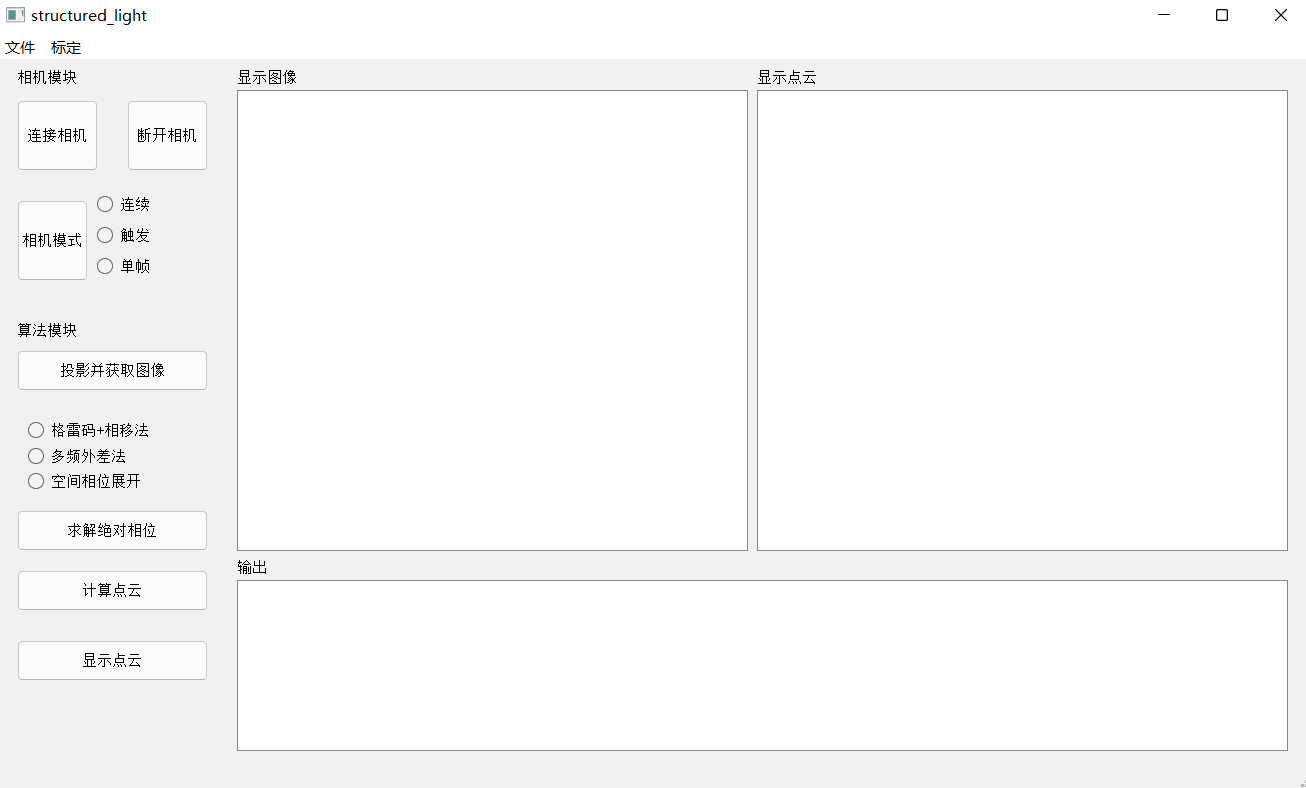 structured_light
文件 标定
相机模块
连接相机 断开相机
相机模式
连续
触发
单帧
算法模块
投影并获取图像
格雷码+相移法
多频外差法
空间相位展开
求解绝对相位
计算点云
显示点云
显示图像
显示点云
输出